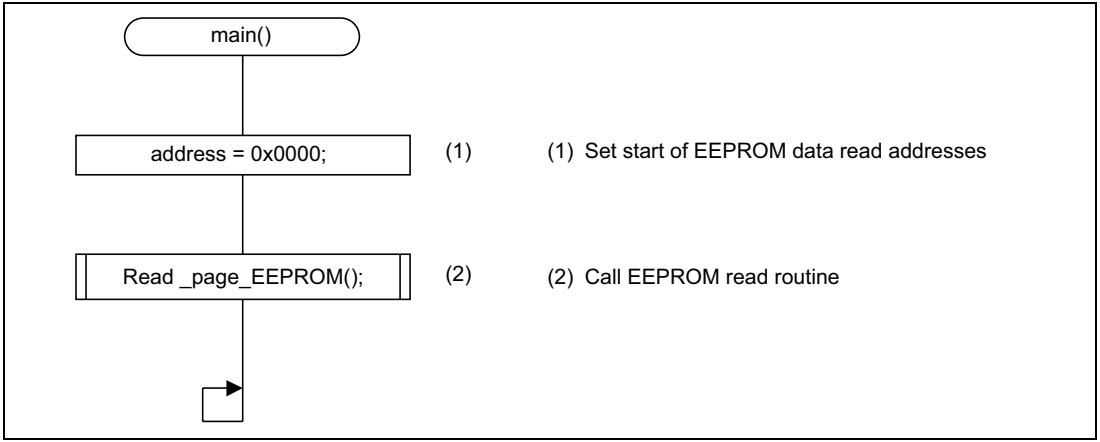 main()
address = 0x0000; (1) (1) Set start of EEPROM data read addresses
Read _page_EEPROM(); (2) (2) Call EEPROM read routine